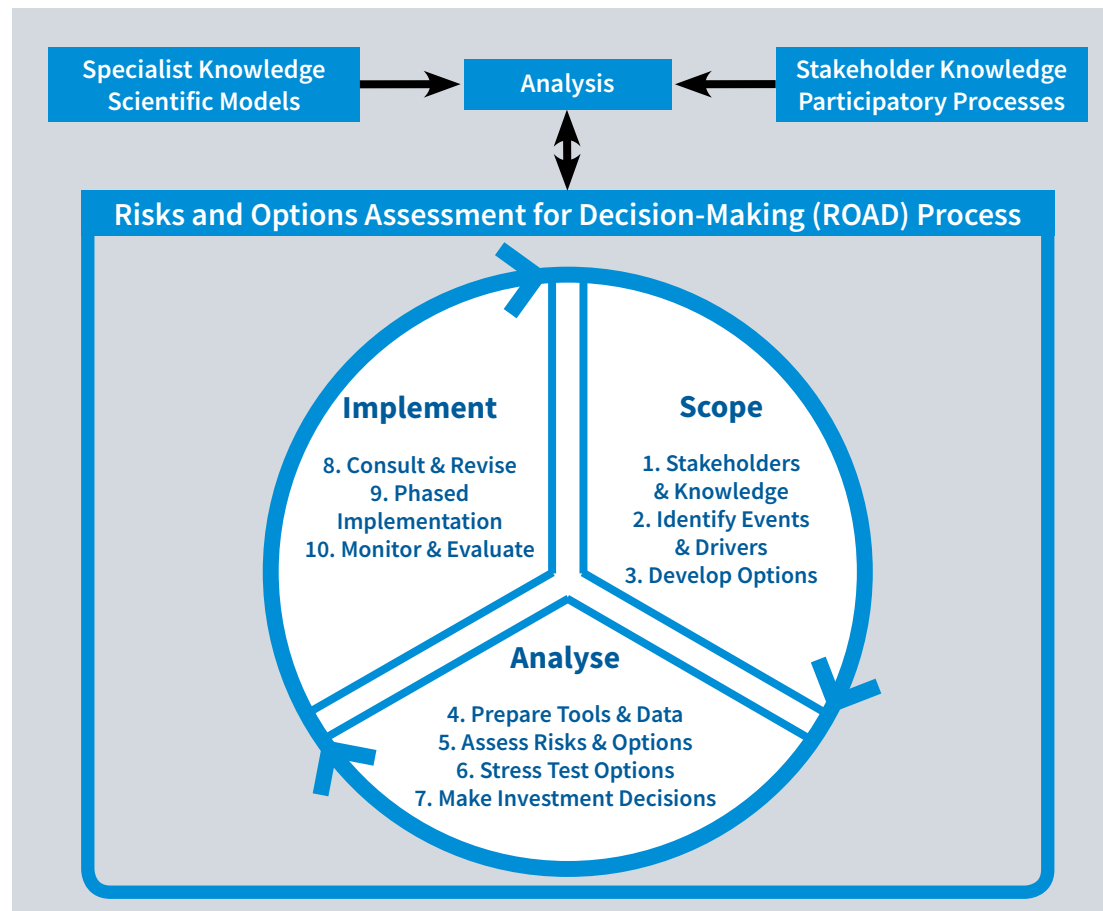 Specialist Knowledge
Scientific Models
Analysis
Stakeholder Knowledge
Participatory Processes
Risks and Options Assessment for Decision-Making (ROAD) Process
Implement
8. Consult & Revise
9. Phased
Implementation
10. Monitor & Evaluate
Scope
1. Stakeholders
& Knowledge
2. Identify Events
& Drivers
3. Develop Options
Analyse
4. Prepare Tools & Data
5. Assess Risks & Options
6. Stress Test Options
7. Make Investment Decisions